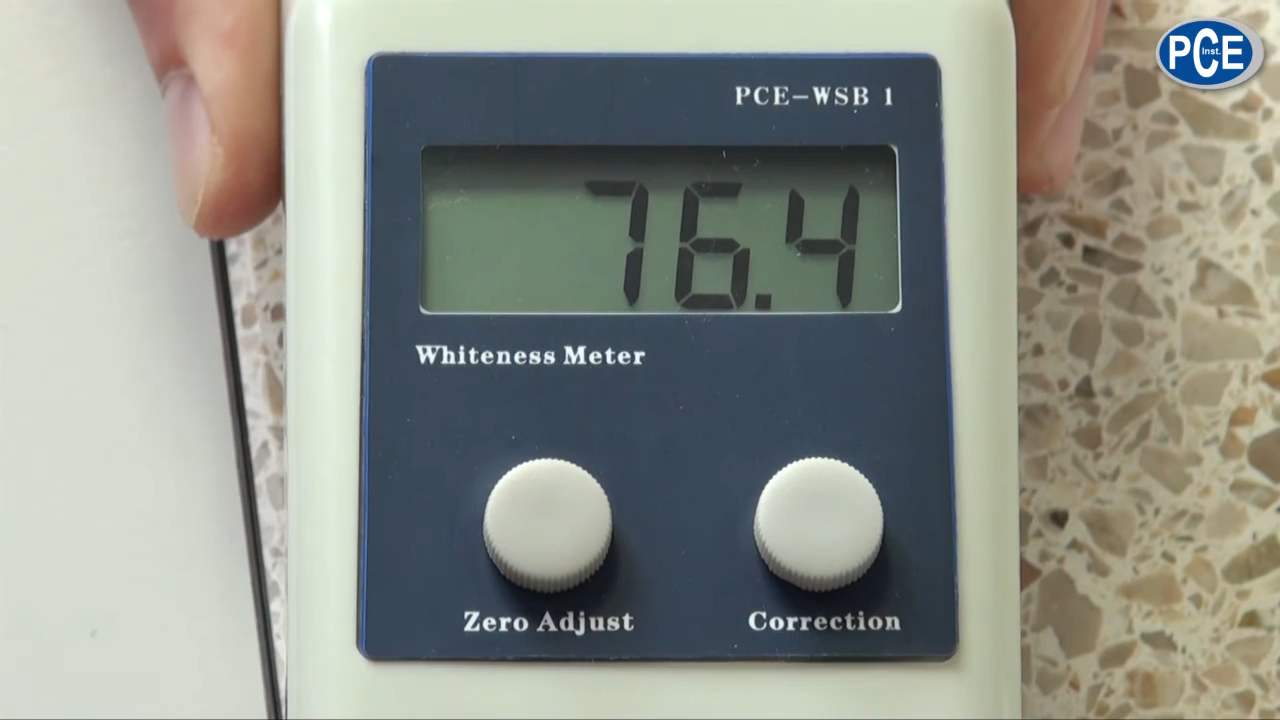 PCE Inst.
PCE-WSB 1
76.4
Whiteness Meter
Zero Adjust
Correction